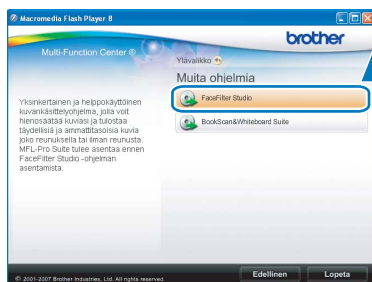 Macromedia Flash Player 8
brother
Multi-Function Center ®
Ylävalikko
Muita ohjelmia
FaceFilter Studio
BookScan&Whiteboard Suite
Yksinkertainen ja helppokäyttöinen
kuvankäsittelyohjelma, jolla voit
hienosäätää kuviasi ja tulostaa
täydellisiä ja ammattitasoisia kuvia
joko reunuksella tai ilman reunusta.
MFL-Pro Suite tulee asentaa ennen
FaceFilter Studio -ohjelman
asentamista.
© 2001-2007 Brother Industries, Ltd. All rights reserved.
Edellinen
Lopeta